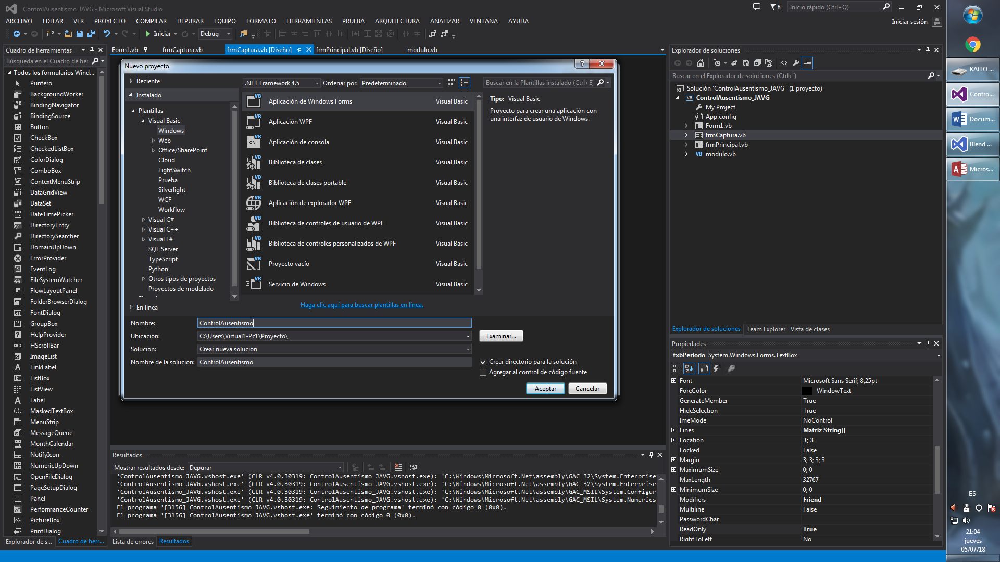 ControlAusentismo_JAVG - Microsoft Visual Studio
8
Inicio rápido (Ctrl+Q)
ARCHIVO EDITAR VER PROYECTO COMPILAR DEPURAR EQUIPO FORMATO HERRAMIENTAS PRUEBA ARQUITECTURA ANALIZAR VENTANA AYUDA
Iniciar sesión
Iniciar
Debug
Cuadro de herramientas
Búsqueda en el Cuadro de her
Todos los formularios Wind...
Puntero
BackgroundWorker
BindingNavigator
BindingSource
Button
CheckBox
CheckedListBox
ColorDialog
ComboBox
ContextMenuStrip
DataGridView
DataSet
DateTimePicker
DirectoryEntry
DirectorySearcher
DomainUpDown
ErrorProvider
EventLog
FileSystemWatcher
FlowLayoutPanel
FolderBrowserDialog
FontDialog
GroupBox
HelpProvider
HScrollBar
ImageList
LinkLabel
ListBox
ListView
Label
MaskedTextBox
MenuStrip
MessageQueue
MonthCalendar
NotifyIcon
NumericUpDown
OpenFileDialog
PageSetupDialog
Panel
PerformanceCounter
PictureBox
PrintDialog
Explorador de s... Cuadro de herr...
Form1.vb frmCaptura.vb frmCaptura.vb [Diseño] frmPrincipal.vb [Diseño] modulo.vb
Nuevo proyecto
?
Reciente
Instalado
Plantillas
Visual Basic
Windows
Web
Office/SharePoint
Cloud
LightSwitch
Prueba
Silverlight
WCF
Workflow
Visual C#
Visual C++
Visual F#
SQL Server
TypeScript
Python
Otros tipos de proyectos
Proyectos de modelado
En línea
.NET Framework 4.5 Ordenar por: Predeterminado
Buscar en la Plantillas instalado (Ctrl+E)
Aplicación de Windows Forms Visual Basic
Aplicación WPF Visual Basic
Aplicación de consola Visual Basic
Biblioteca de clases Visual Basic
Biblioteca de clases portable Visual Basic
Aplicación de explorador WPF Visual Basic
Biblioteca de controles de usuario de WPF Visual Basic
Biblioteca de controles personalizados de WPF Visual Basic
Proyecto vacío Visual Basic
Servicio de Windows Visual Basic
Haga clic aquí para buscar plantillas en línea.
Tipo: Visual Basic
Proyecto para crear una aplicación con
una interfaz de usuario de Windows.
Nombre: ControlAusentismo
Ubicación: C:\Users\Virtual1-Pc1\Proyecto\
Examinar...
Solución: Crear nueva solución
Nombre de la solución: ControlAusentismo
Crear directorio para la solución
Agregar al control de código fuente
Aceptar Cancelar
Resultados
Mostrar resultados desde: Depurar
'ControlAusentismo_JAVG.vshost.exe' (CLR v4.0.30319: ControlAusentismo_JAVG.vshost.exe): 'C:\Windows\Microsoft.Net\assembly\GAC_32\System.Enterprise
'ControlAusentismo_JAVG.vshost.exe' (CLR v4.0.30319: ControlAusentismo_JAVG.vshost.exe): 'C:\Windows\Microsoft.Net\assembly\GAC_32\System.Enterprise
'ControlAusentismo_JAVG.vshost.exe' (CLR v4.0.30319: ControlAusentismo_JAVG.vshost.exe): 'C:\Windows\Microsoft.Net\assembly\GAC_MSIL\System.Configur
'ControlAusentismo_JAVG.vshost.exe' (CLR v4.0.30319: ControlAusentismo_JAVG.vshost.exe): 'C:\Windows\Microsoft.Net\assembly\GAC_MSIL\System.Numerics
El programa '[3156] ControlAusentismo_JAVG.vshost.exe: Seguimiento de programa' terminó con código 0 (0x0).
El programa '[3156] ControlAusentismo_JAVG.vshost.exe' terminó con código 0 (0x0).
Lista de errores Resultados
Explorador de soluciones
Buscar en el Explorador de soluciones (Ctrl+´)
Solución 'ControlAusentismo_JAVG' (1 proyecto)
VB ControlAusentismo_JAVG
My Project
App.config
Form1.vb
frmCaptura.vb
frmPrincipal.vb
VB modulo.vb
Explorador de soluciones Team Explorer Vista de clases
Propiedades
txbPeriodo System.Windows.Forms.TextBox
Font Microsoft Sans Serif; 8,25pt
ForeColor WindowText
GenerateMember True
HideSelection True
ImeMode NoControl
Lines Matriz String[]
Location 3; 3
Locked False
Margin 3; 3; 3; 3
MaximumSize 0; 0
MaxLength 32767
MinimumSize 0; 0
Modifiers Friend
Multiline False
PasswordChar
ReadOnly True
RightToLeft No
KAITO ...
Contro...
Docum...
Blend ...
Micros...
ES
21:04
jueves
05/07/18